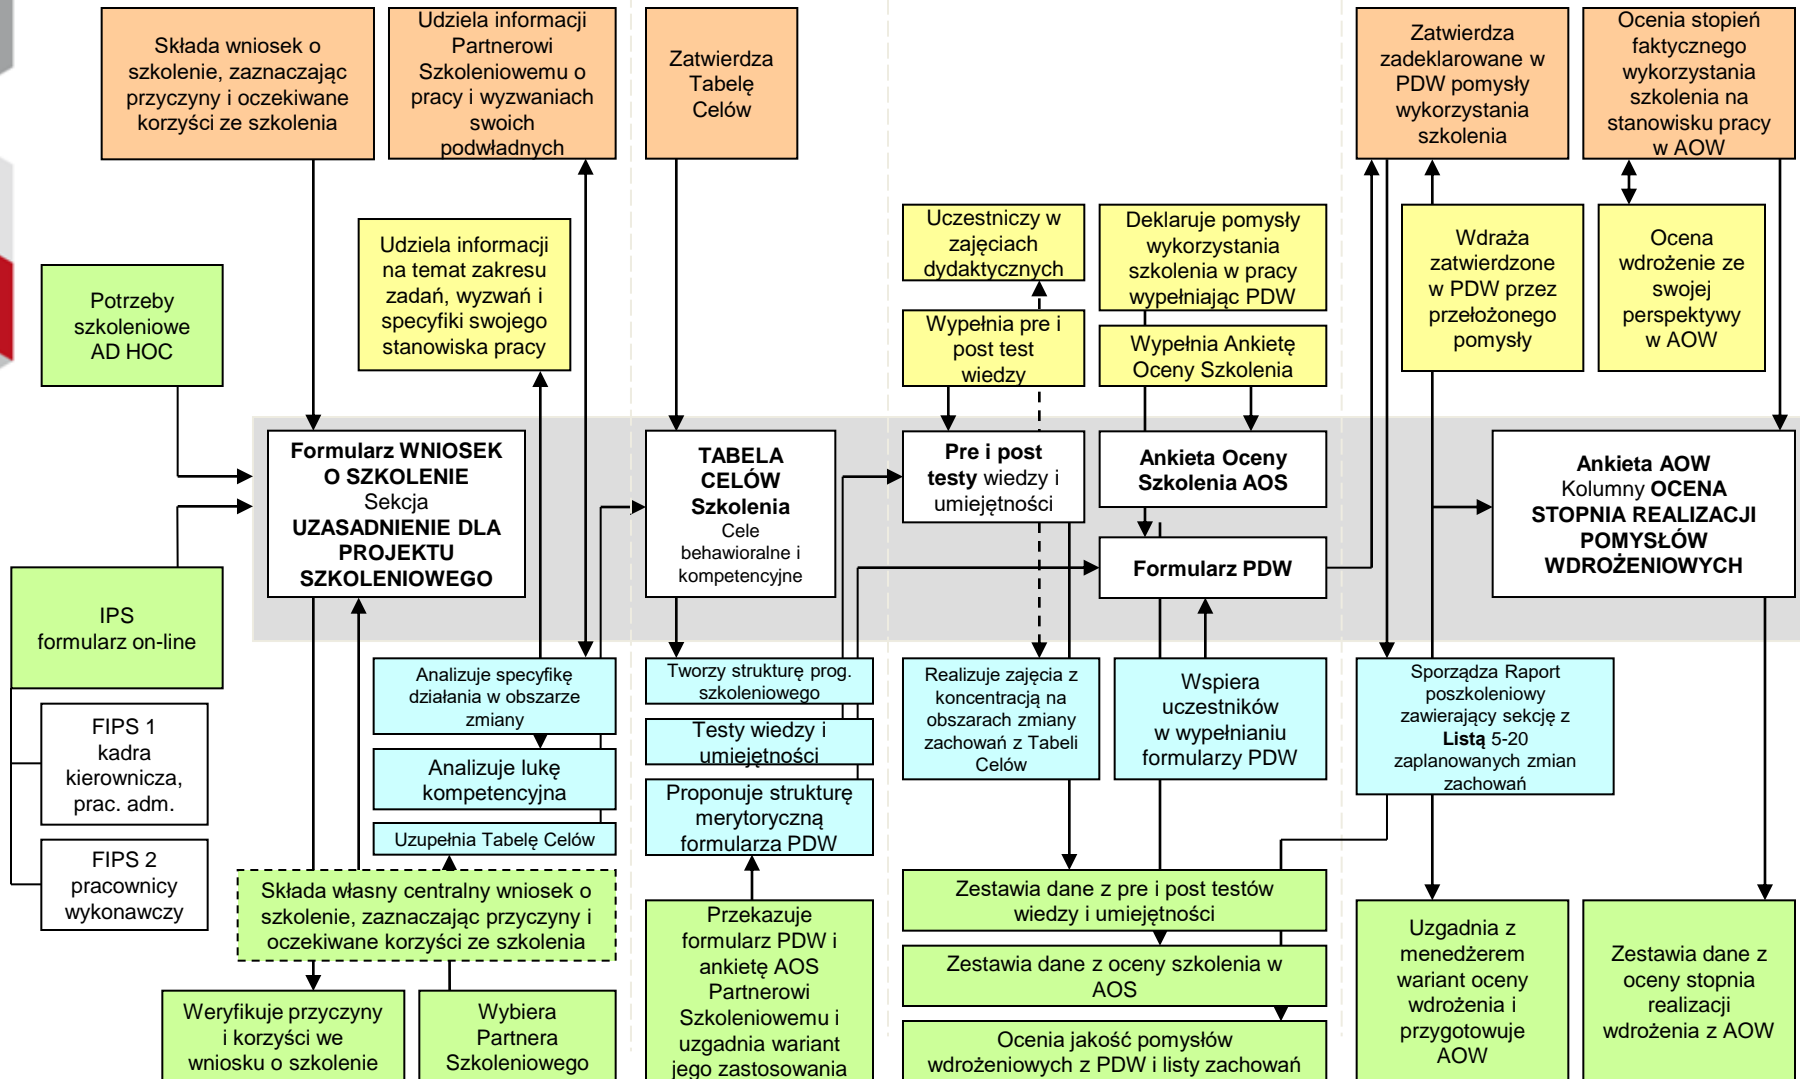 Składa wniosek o
szkolenie, zaznaczając
przyczyny i oczekiwane
korzyści ze szkolenia
Udziela informacji
Partnerowi
Szkoleniowemu o
pracy i wyzwaniach
swoich
podwładnych
Zatwierdza
Tabelę
Celów
Zatwierdza
zadeklarowane w
PDW pomysły
wykorzystania
szkolenia
Ocenia stopień
faktycznego
wykorzystania
szkolenia na
stanowisku pracy
w AOW
Udziela informacji
na temat zakresu
zadań, wyzwań i
specyfiki swojego
stanowiska pracy
Uczestniczy w
zajęciach
dydaktycznych
Wypełnia pre i
post test
wiedzy
Deklaruje pomysły
wykorzystania
szkolenia w pracy
wypełniając PDW
Wypełnia Ankietę
Oceny Szkolenia
Wdraża
zatwierdzone
w PDW przez
przełożonego
pomysły
Ocena
wdrożenie ze
swojej
perspektywy
w AOW
Potrzeby
szkoleniowe
AD HOC
Formularz WNIOSEK
O SZKOLENIE
Sekcja
UZASADNIENIE DLA
PROJEKTU
SZKOLENIOWEGO
TABELA
CELÓW
Szkolenia
Cele
behawioralne i
kompetencyjne
Pre i post
testy wiedzy i
umiejętności
Ankieta Oceny
Szkolenia AOS
Formularz PDW
Ankieta AOW
Kolumny OCENA
STOPNIA REALIZACJI
POMYSŁÓW
WDROŻENIOWYCH
IPS
formularz on-line
FIPS 1
kadra
kierownicza,
prac. adm.
FIPS 2
pracownicy
wykonawczy
Analizuje specyfikę
działania w obszarze
zmiany
Analizuje lukę
kompetencyjna
Uzupełnia Tabelę Celów
Tworzy strukturę prog.
szkoleniowego
Testy wiedzy i
umiejętności
Proponuje strukturę
merytoryczną
formularza PDW
Realizuje zajęcia z
koncentracją na
obszarach zmiany
zachowań z Tabeli
Celów
Wspiera
uczestników
w wypełnianiu
formularzy PDW
Sporządza Raport
poszkoleniowy
zawierający sekcję z
Listą 5-20
zaplanowanych zmian
zachowań
Składa własny centralny wniosek o
szkolenie, zaznaczając przyczyny i
oczekiwane korzyści ze szkolenia
Weryfikuje przyczyny
i korzyści we
wniosku o szkolenie
Wybiera
Partnera
Szkoleniowego
Przekazuje
formularz PDW i
ankietę AOS
Partnerowi
Szkoleniowemu i
uzgadnia wariant
jego zastosowania
Zestawia dane z pre i post testów
wiedzy i umiejętności
Zestawia dane z oceny szkolenia w
AOS
Ocenia jakość pomysłów
wdrożeniowych z PDW i listy zachowań
Uzgadnia z
menedżerem
wariant oceny
wdrożenia i
przygotowuje
AOW
Zestawia dane z
oceny stopnia
realizacji
wdrożenia z AOW